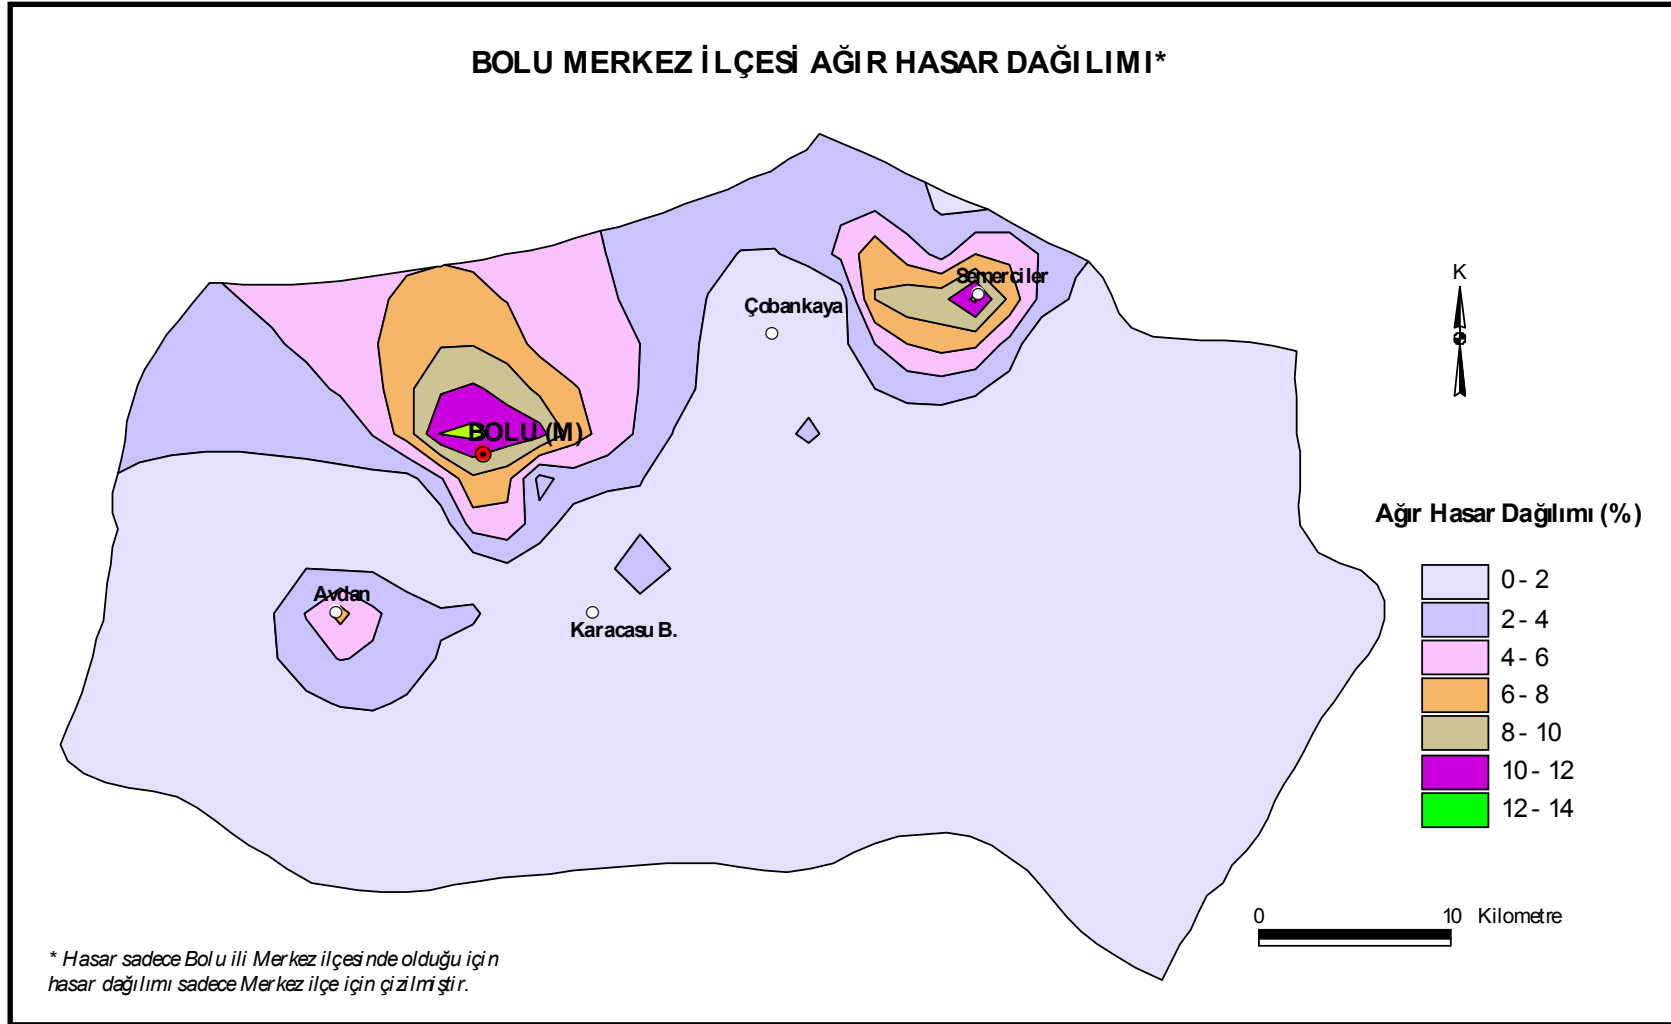 BOLU MERKEZ İLÇESİ AĞIR HASAR DAĞILIMI*
K
Semerciler
Çobankaya
BOLU (M)
Avdan
Karacasu B.
Ağır Hasar Dağılımı (%)
0 - 2
2 - 4
4 - 6
6 - 8
8 - 10
10 - 12
12 - 14
0 10 Kilometre
* Hasar sadece Bolu ili Merkez ilçesinde olduğu için
hasar dağılımı sadece Merkez ilçe için çizilmiştir.